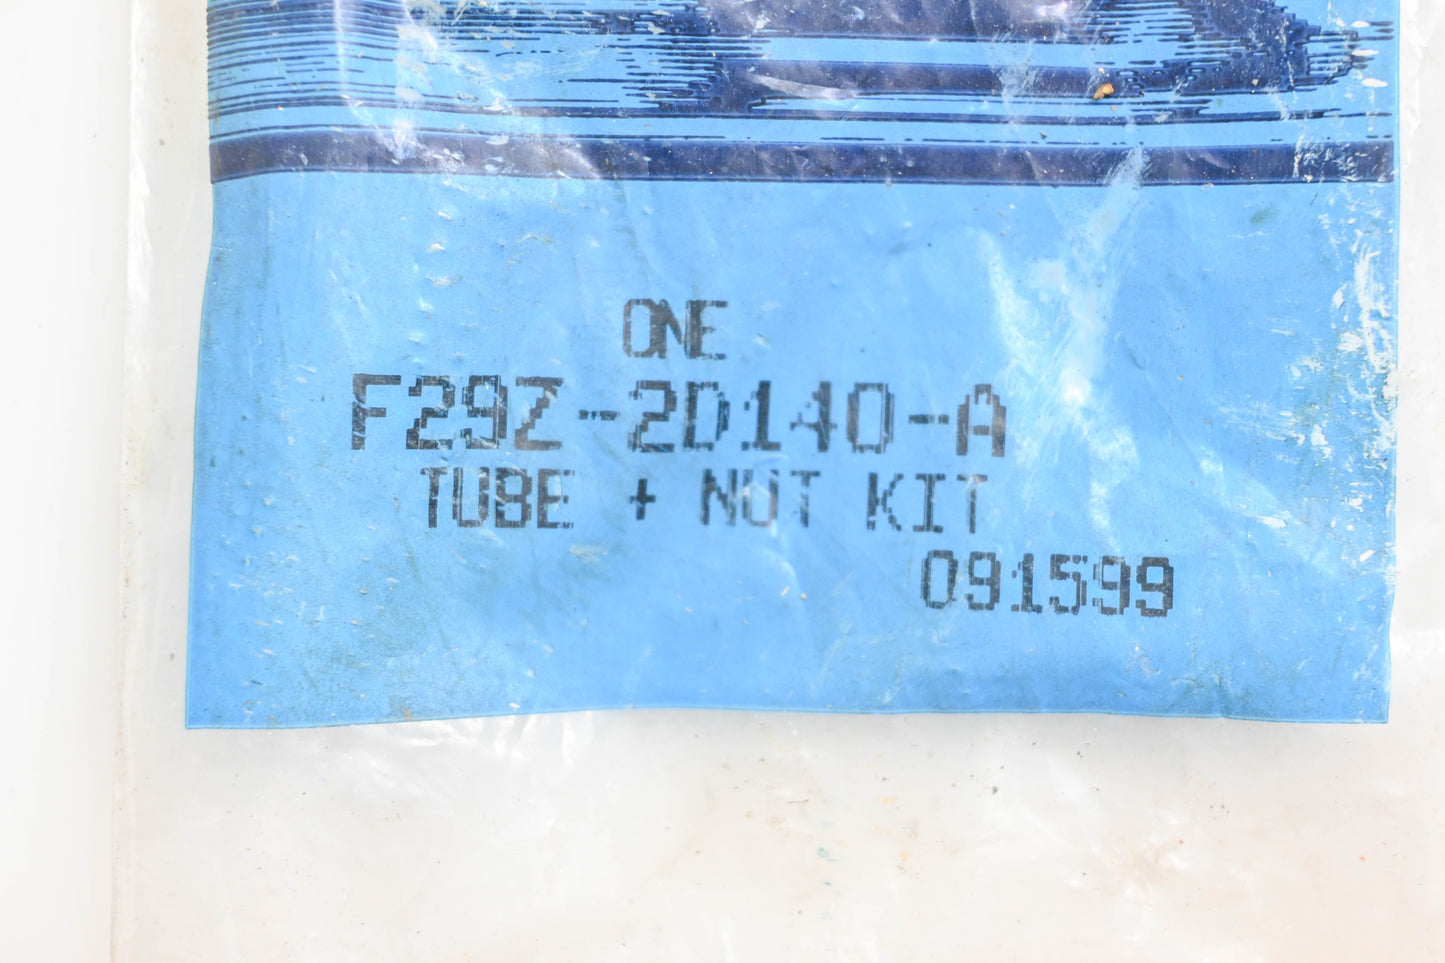 ONE
F29Z-2D140-A
TUBE + NUT KIT
091599